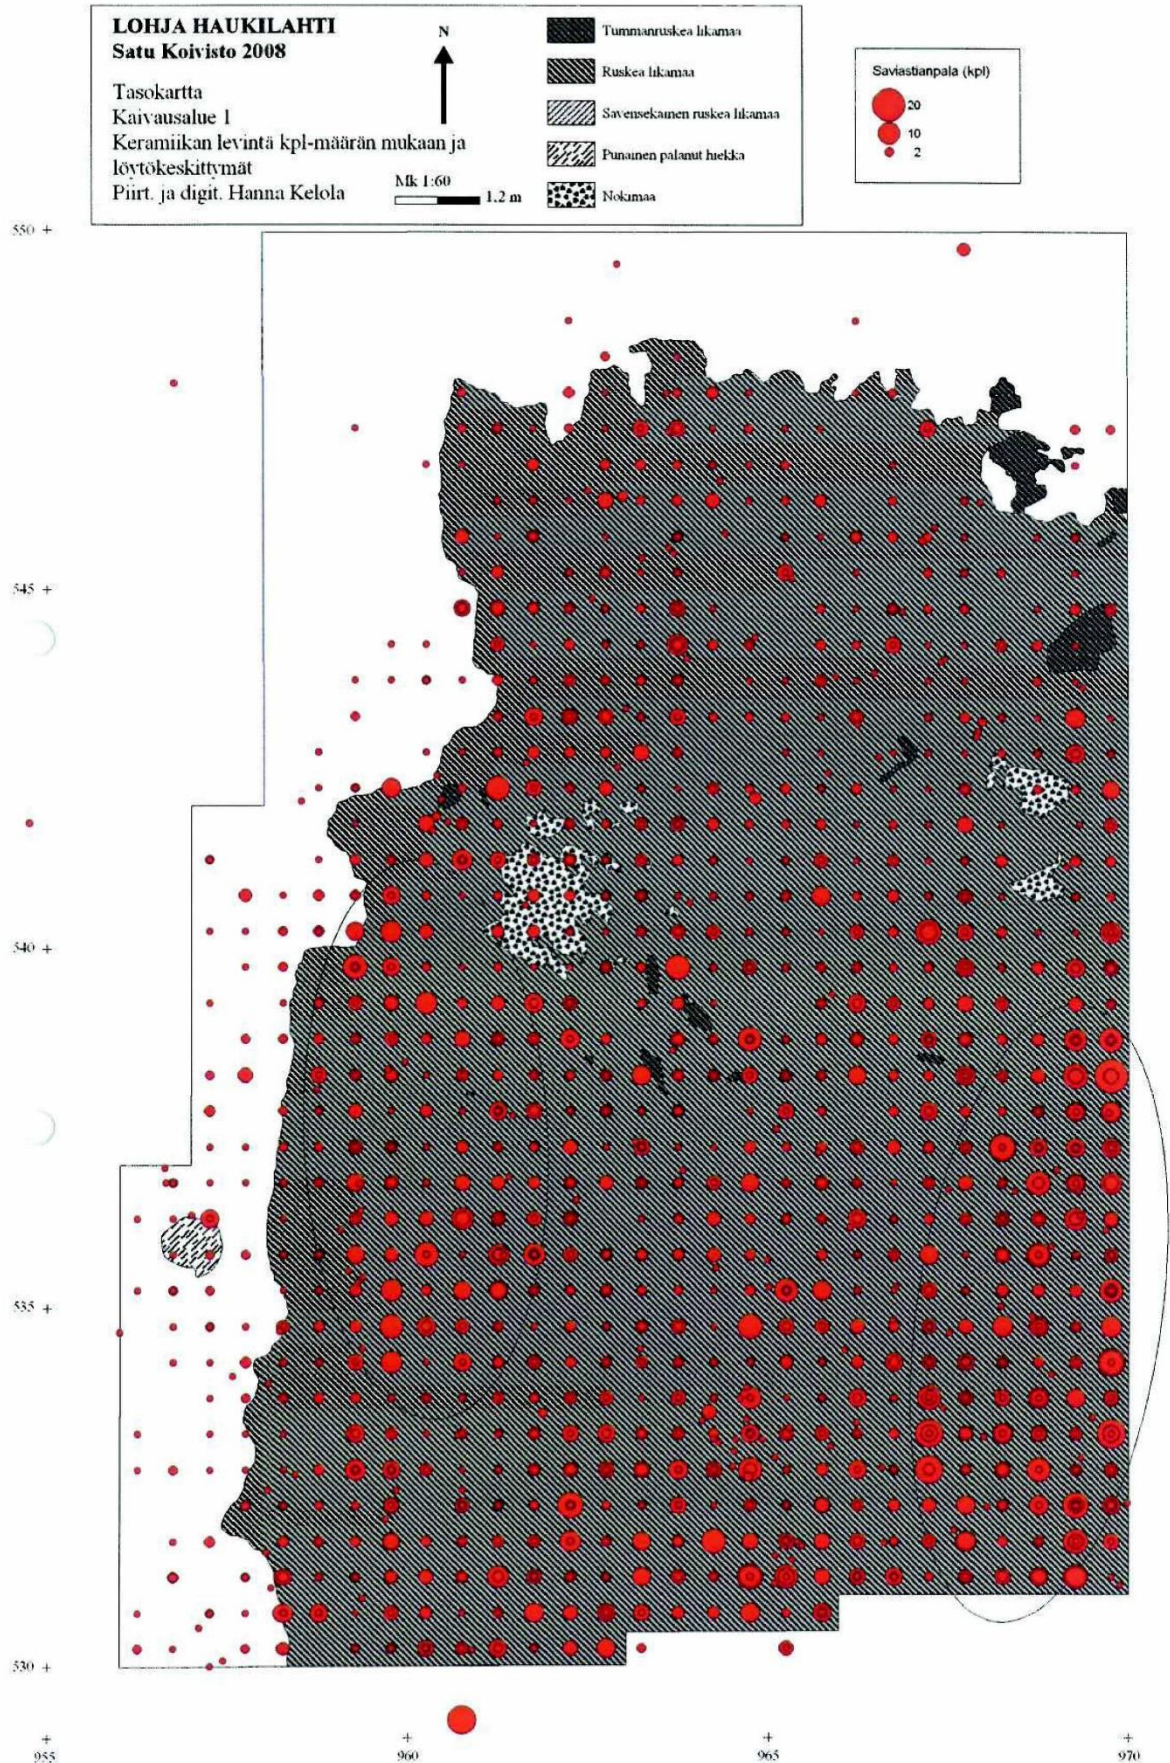 LOHJA HAUKILAHTI
Satu Koivisto 2008
Tasokartta
Kaivausalue 1
Keramiikan levintä kpl-määrän mukaan ja
löytökeskittymät
Piirt. ja digit. Hanna Kelola
Mk 1:60
1,2 m
N
Tummanruskea likamaa
Ruskea likamaa
Savensekainen ruskea likamaa
Punainen palanut hiekka
Nokimaa
Saviastianpala (kpl)
20
10
2
550
545
540
535
530
955
960
965
970